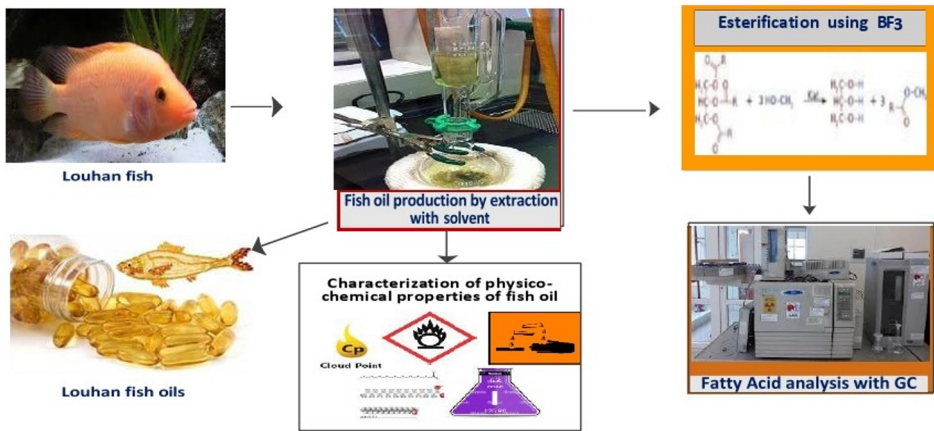 Louhan fish
Fish oil production by extraction
with solvent
Esterification using BF3
Louhan fish oils
Characterization of physico-
chemical properties of fish oil
Cp
Cloud Point
Fatty Acid analysis with GC